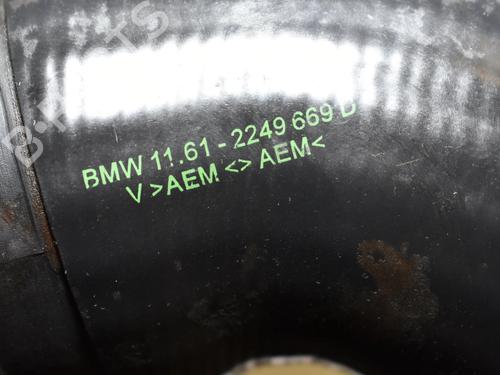 BMW 11.61 - 2249 669 D
V >AEM <> AEM<